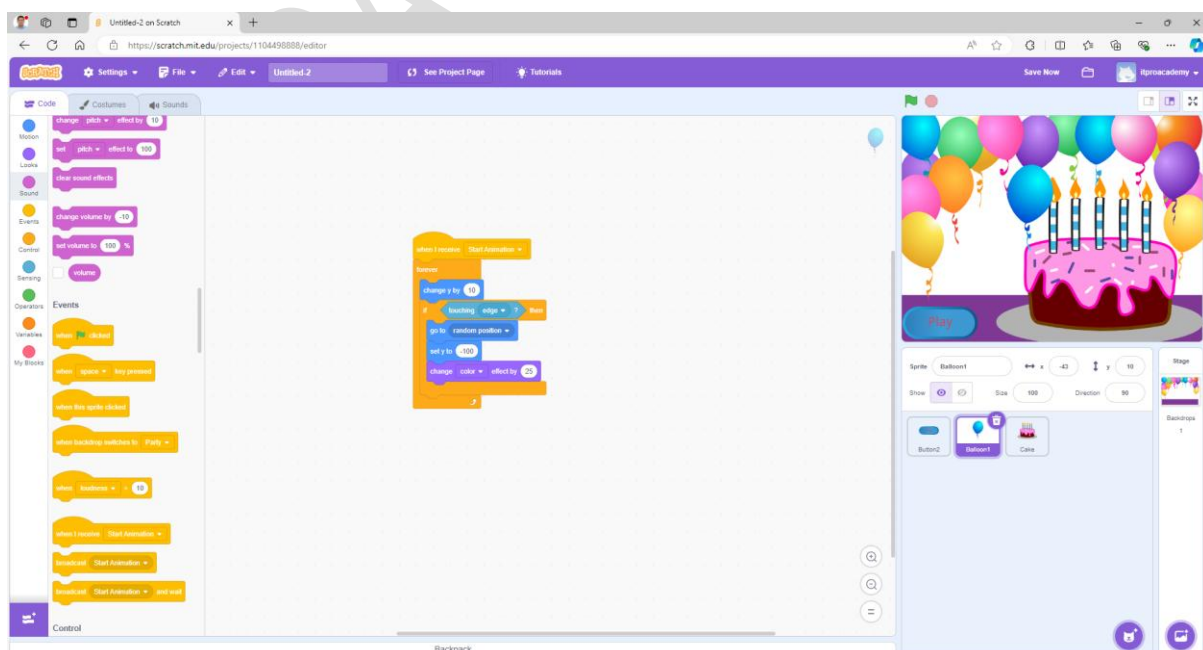 Untitled-2 on Scratch
https://scratch.mit.edu/projects/1104498888/editor
SCRATCH Settings File Edit Untitled-2 See Project Page Tutorials Save Now itproacademy
Code Costumes Sounds
Motion
Looks
Sound
Events
Control
Sensing
Operators
Variables
My Blocks
change pitch effect by 10
set pitch effect to 100
clear sound effects
change volume by -10
set volume to 100 %
volume
Events
when clicked
when space key pressed
when this sprite clicked
when backdrop switches to Party
when loudness > 10
when I receive Start Animation
broadcast Start Animation
broadcast Start Animation and wait
Control
when I receive Start Animation
forever
change y by 10
if touching edge ? then
go to random position
set y to -100
change color effect by 25
Play
Sprite Balloon1 x -43 y 10
Show Size 100 Direction 90
Button2 Balloon1 Cake
Stage
Backdrops
1
Backpack